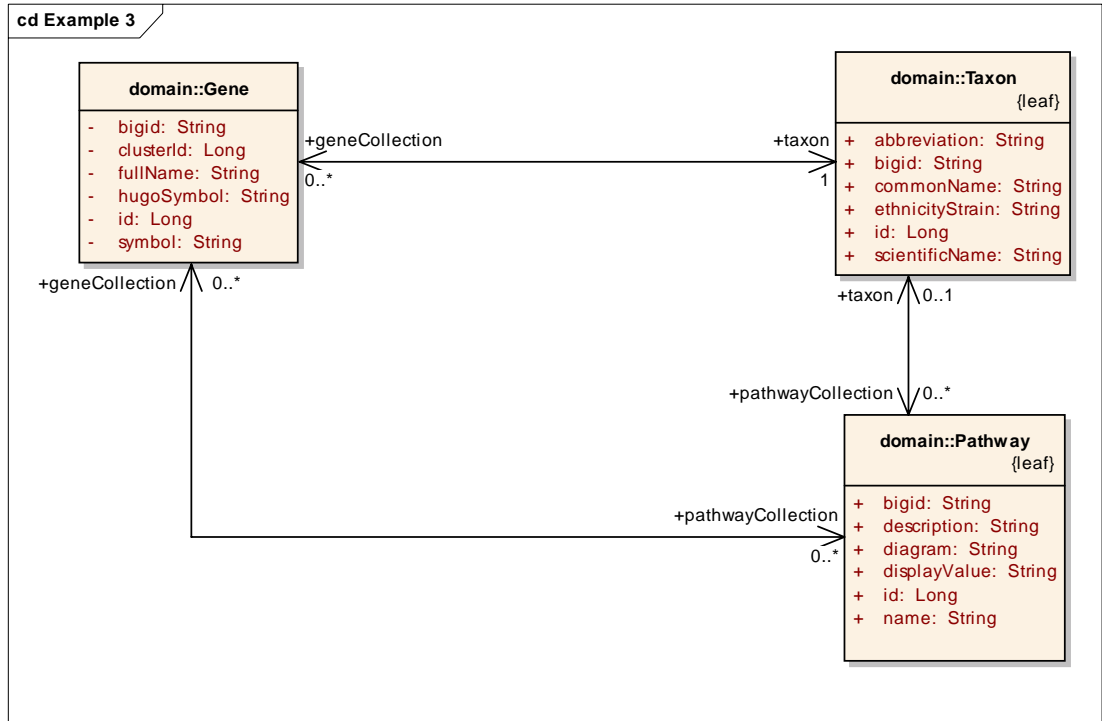 cd Example 3
domain::Gene
- bigid: String
- clusterId: Long
- fullName: String
- hugoSymbol: String
- id: Long
- symbol: String
+geneCollection
0..*
+taxon
1
domain::Taxon
{leaf}
+ abbreviation: String
+ bigid: String
+ commonName: String
+ ethnicityStrain: String
+ id: Long
+ scientificName: String
+geneCollection
0..*
+taxon
0..1
+pathwayCollection
0..*
domain::Pathway
{leaf}
+ bigid: String
+ description: String
+ diagram: String
+ displayValue: String
+ id: Long
+ name: String
+pathwayCollection
0..*